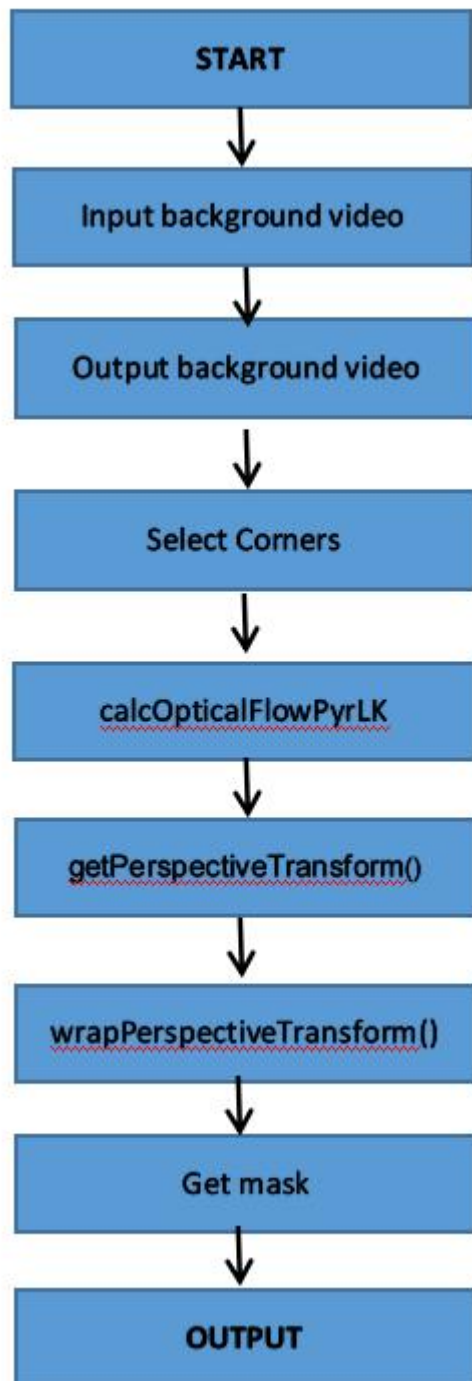 START
Input background video
Output background video
Select Corners
calcOpticalFlowPyrLK
getPerspectiveTransform()
wrapPerspectiveTransform()
Get mask
OUTPUT